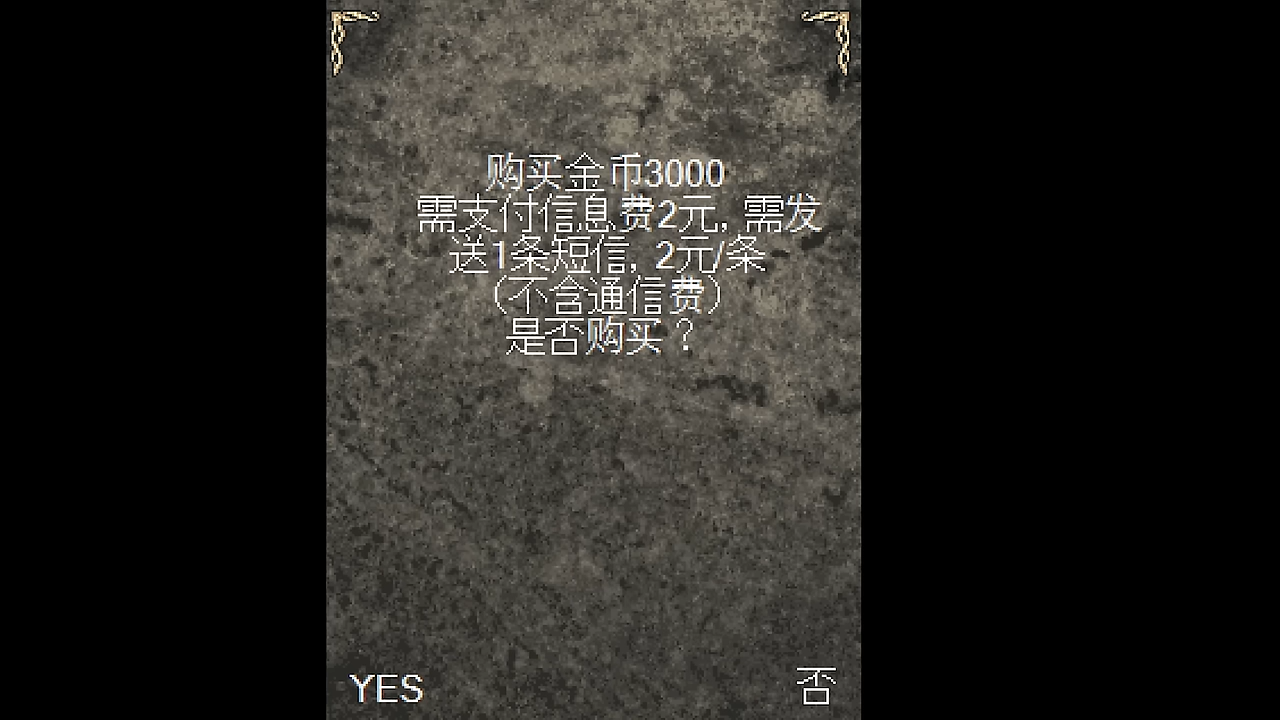 购买金币3000
需支付信息费2元, 需发
送1条短信, 2元/条
(不含通信费)
是否购买？
YES
否